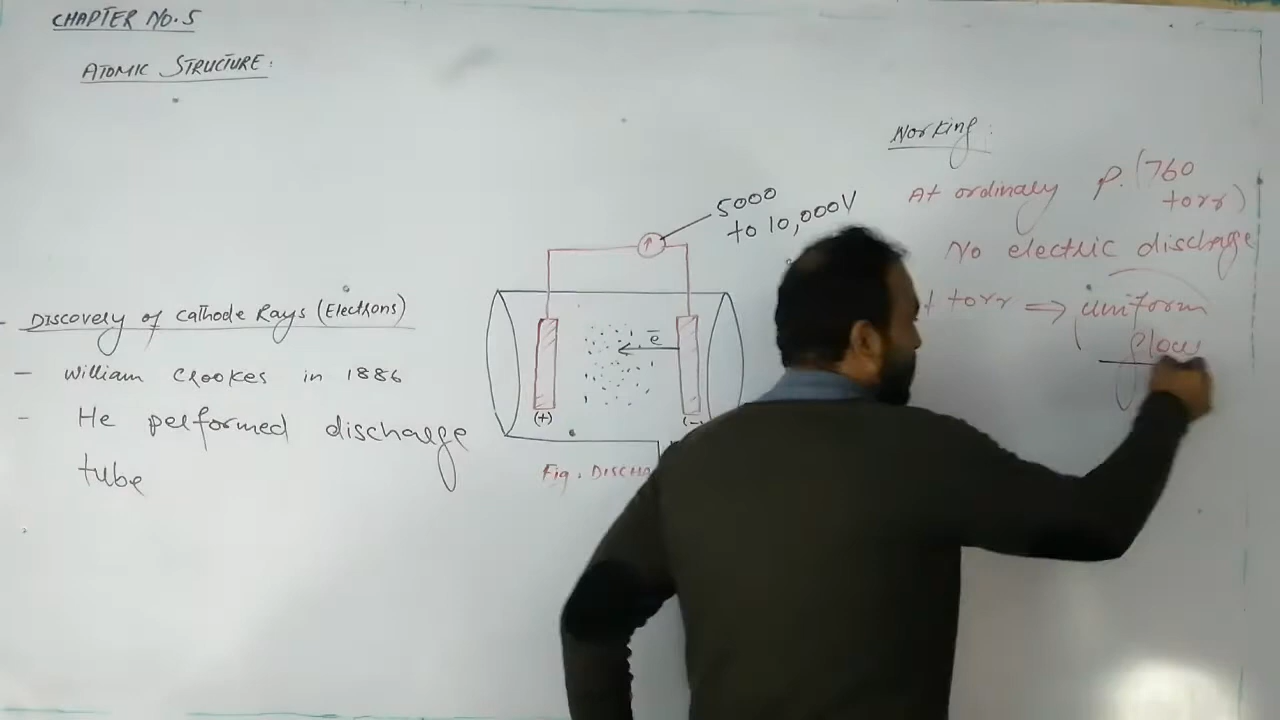 CHAPTER No. 5
ATOMIC STRUCTURE:
Discovery of Cathode Rays (Electrons)
– William Crookes in 1886
– He performed discharge
tube
5000
to 10,000V
ē
(+)
(-)
Fig. DISCHA
Working:
At ordinary P. (760
torr)
No electric discharge
torr ⇒ uniform
glow